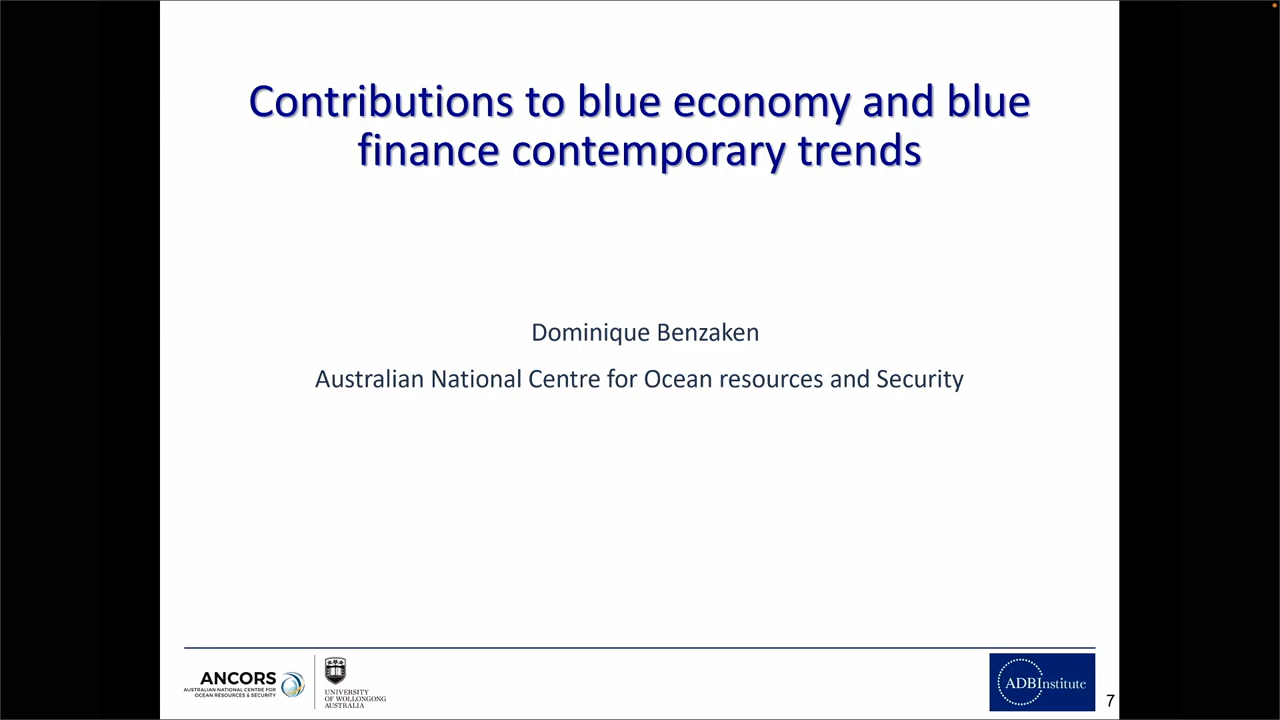 Contributions to blue economy and blue
finance contemporary trends
Dominique Benzaken
Australian National Centre for Ocean resources and Security
ANCORS
AUSTRALIAN NATIONAL CENTRE FOR
OCEAN RESOURCES & SECURITY
UNIVERSITY
OF WOLLONGONG
AUSTRALIA
ADBInstitute
7